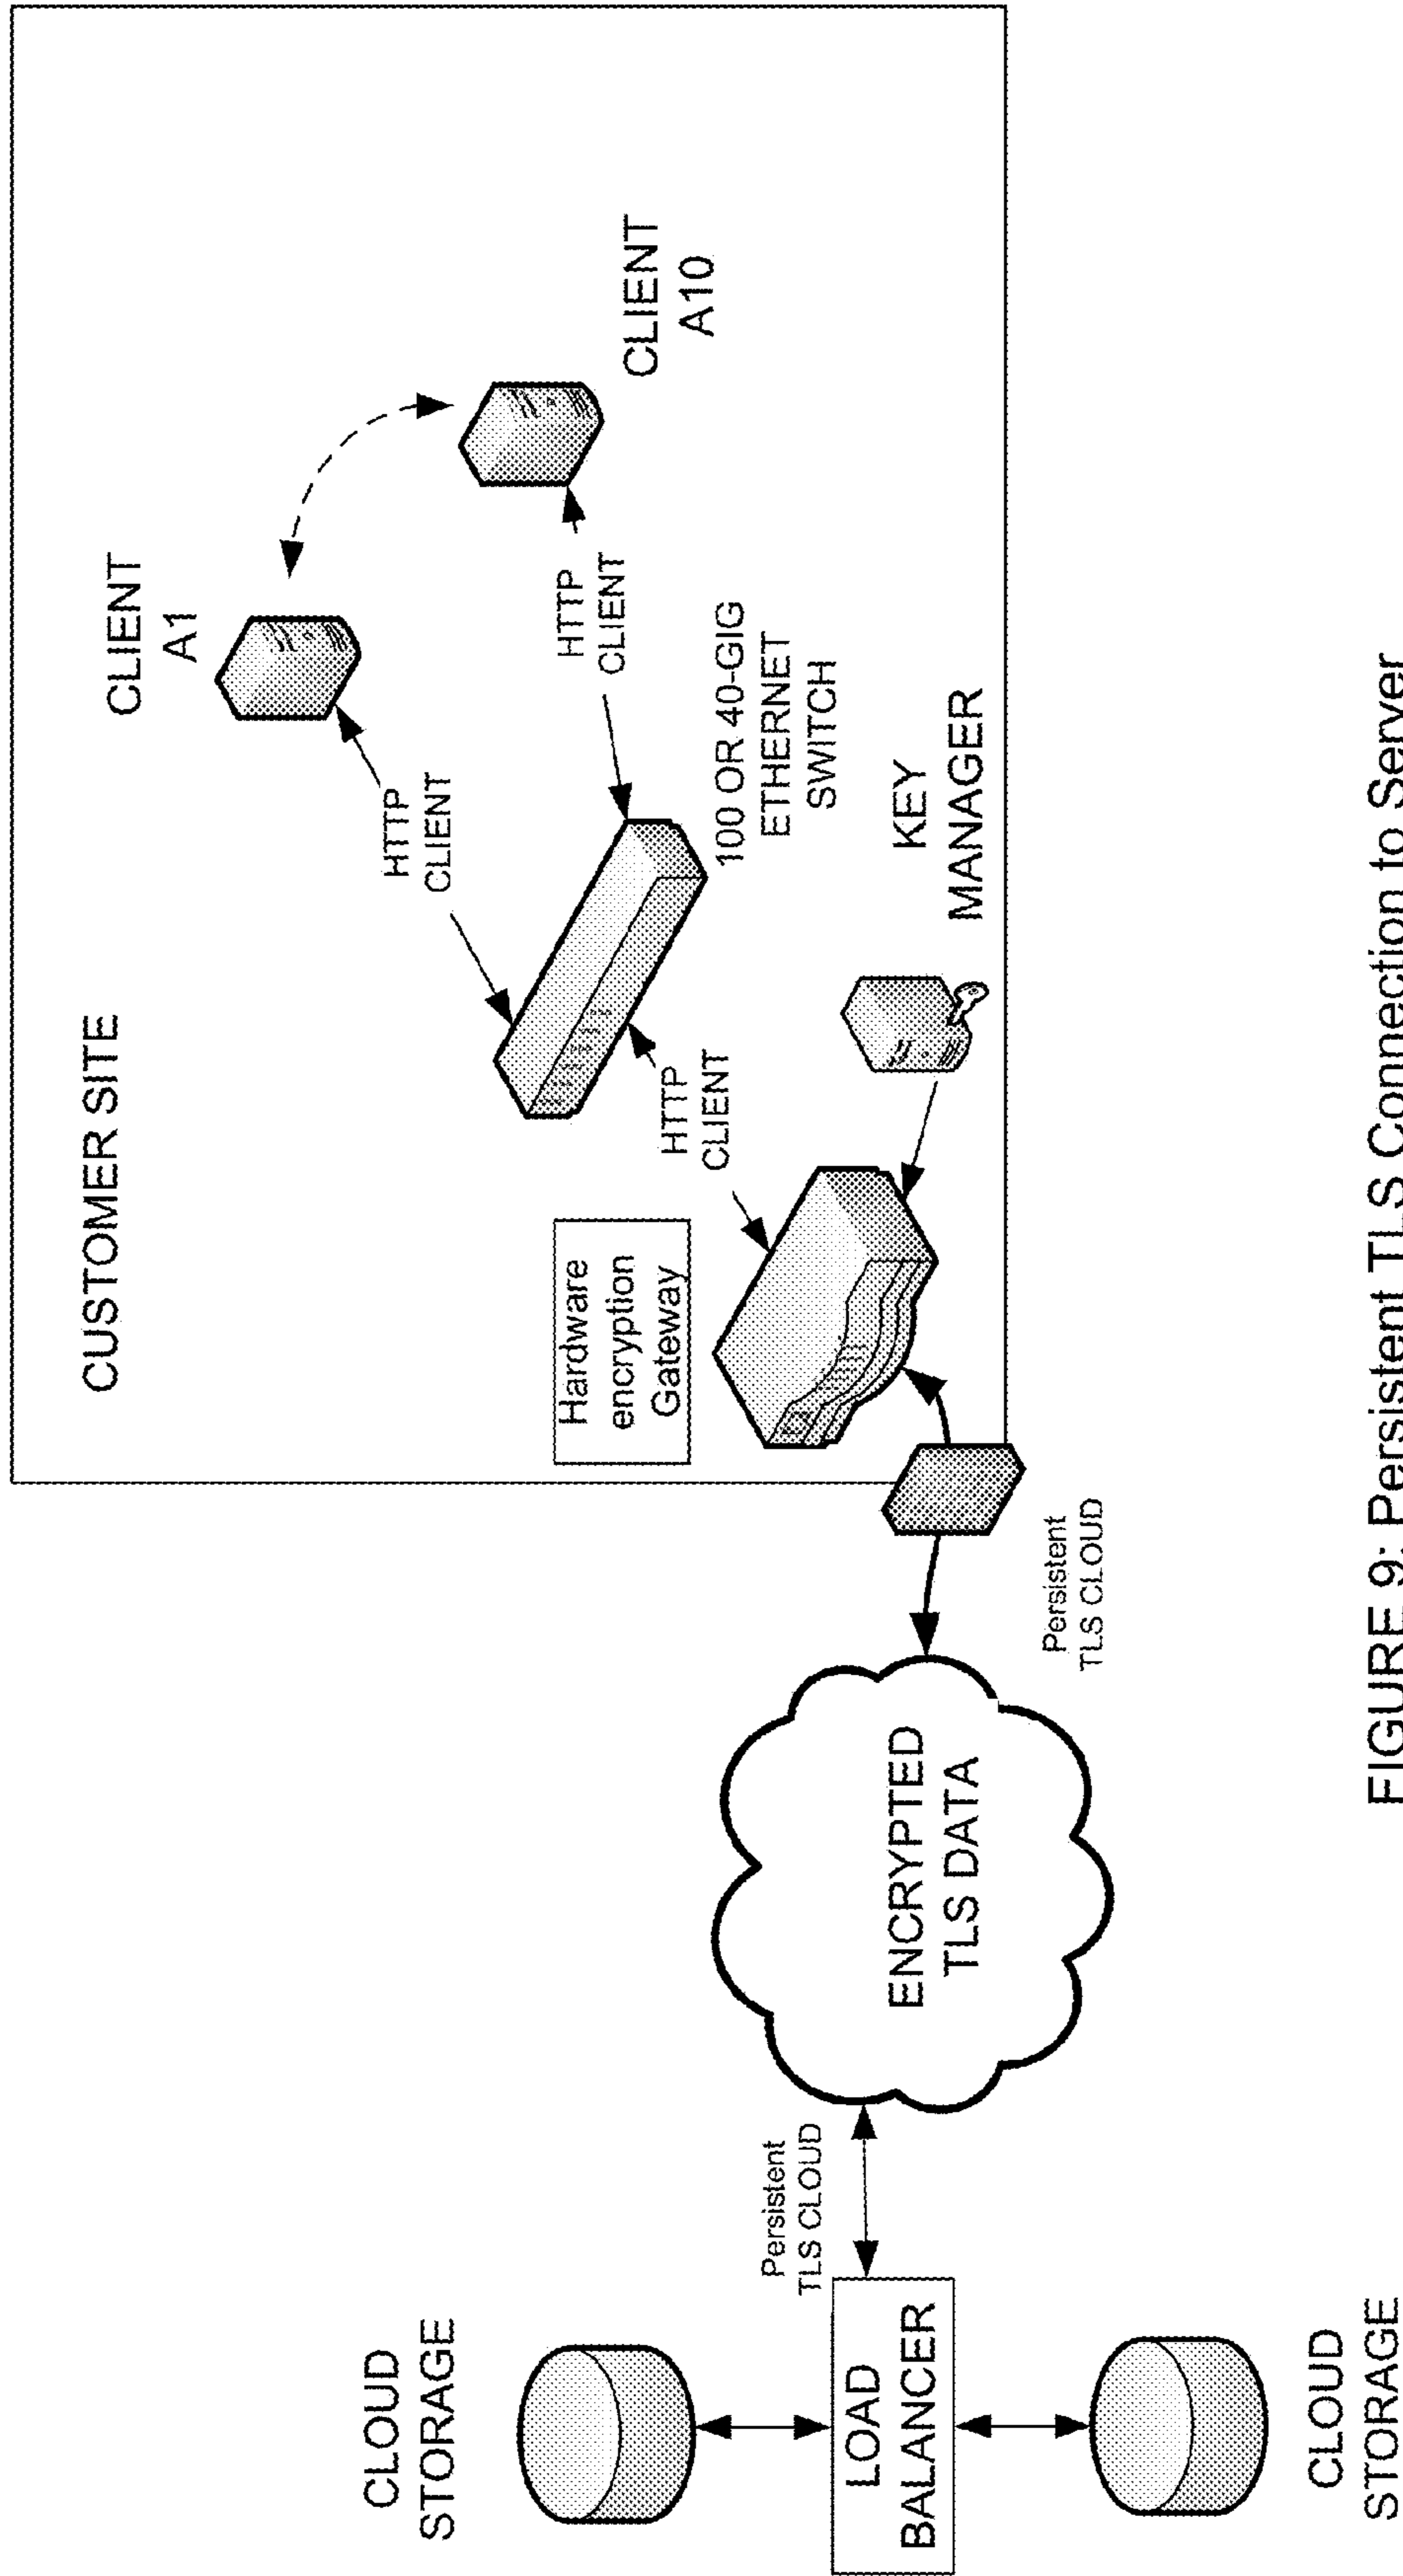 CUSTOMER SITE
CLIENT
A1
CLIENT
A10
HTTP
CLIENT
HTTP
CLIENT
100 OR 40-GIG
ETHERNET
SWITCH
HTTP
CLIENT
KEY
MANAGER
Hardware
encryption
Gateway
Persistent
TLS CLOUD
ENCRYPTED
TLS DATA
Persistent
TLS CLOUD
CLOUD
STORAGE
LOAD
BALANCER
CLOUD
STORAGE
FIGURE 9: Persistent TLS Connection to Server